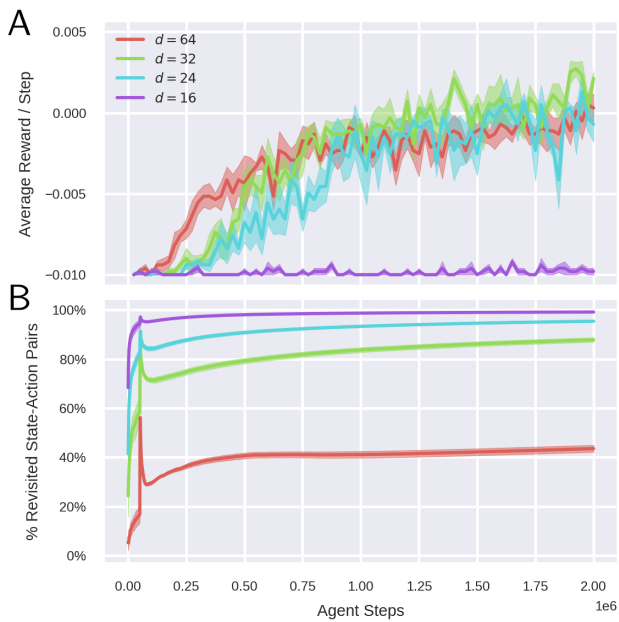 A
0.005
d = 64
d = 32
d = 24
d = 16
0.000
−0.005
−0.010
Average Reward / Step
B
100%
80%
60%
40%
20%
0%
% Revisited State-Action Pairs
0.00 0.25 0.50 0.75 1.00 1.25 1.50 1.75 2.00
1e6
Agent Steps